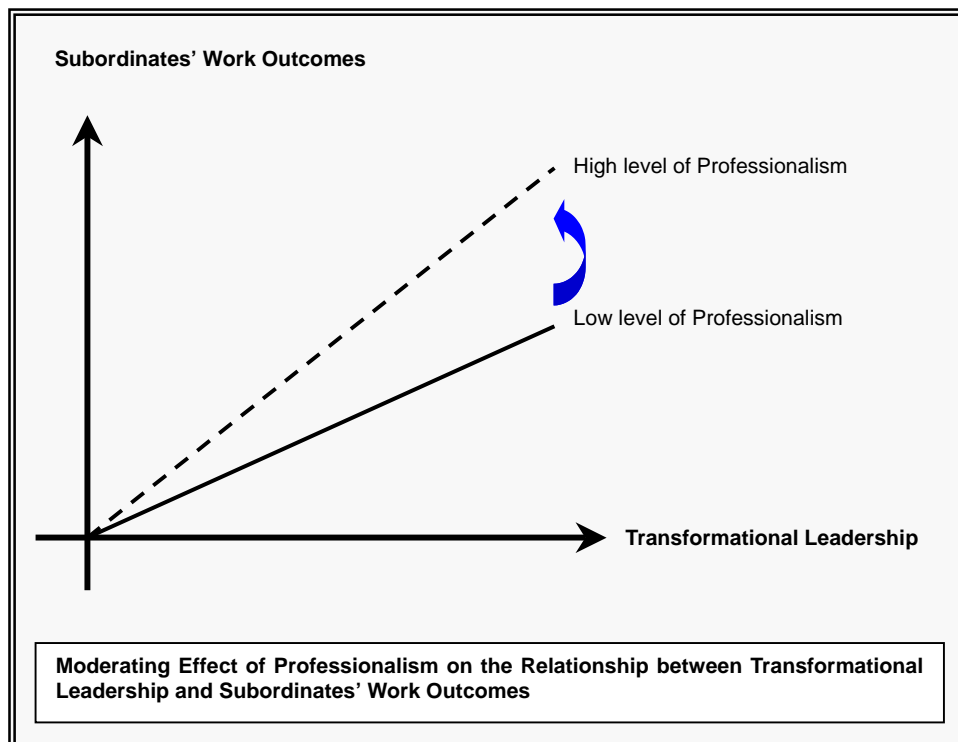 Subordinates’ Work Outcomes
High level of Professionalism
Low level of Professionalism
Transformational Leadership
Moderating Effect of Professionalism on the Relationship between Transformational
Leadership and Subordinates’ Work Outcomes